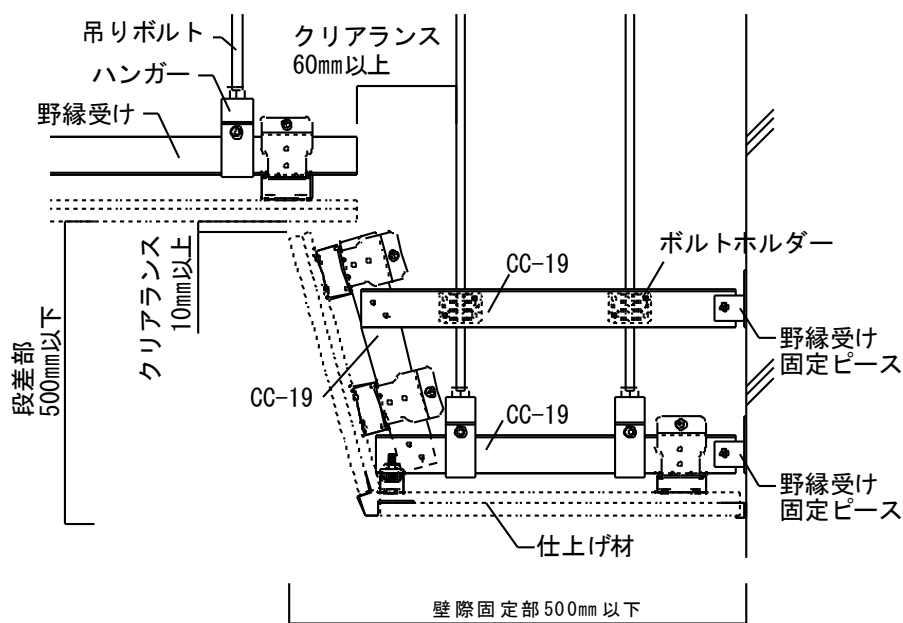 吊りボルト
ハンガー
野縁受け
クリアランス
60mm以上
クリアランス
10mm以上
段差部
500mm以下
ボルトホルダー
CC-19
CC-19
CC-19
野縁受け
固定ピース
野縁受け
固定ピース
仕上げ材
壁際固定部500mm以下